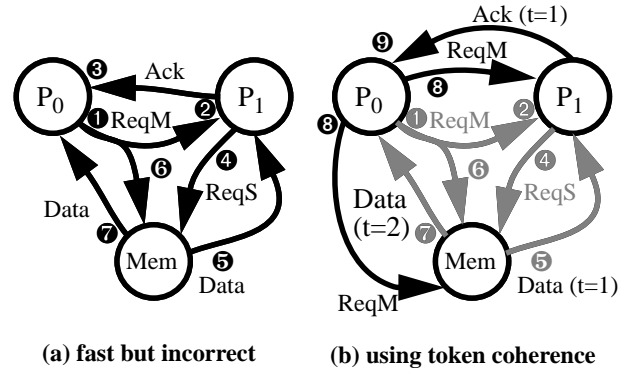 Ack (t=1)
❾
❸ Ack ReqM
❽
P0 P1 P0 P1
❶ ReqM ❷ ❽ ❶ ReqM ❷
❻ ❹ ❻ ❹
ReqS Data ReqS
Data (t=2)
❼ ❼
Mem ❺ Mem ❺
Data ReqM Data (t=1)
(a) fast but incorrect (b) using token coherence